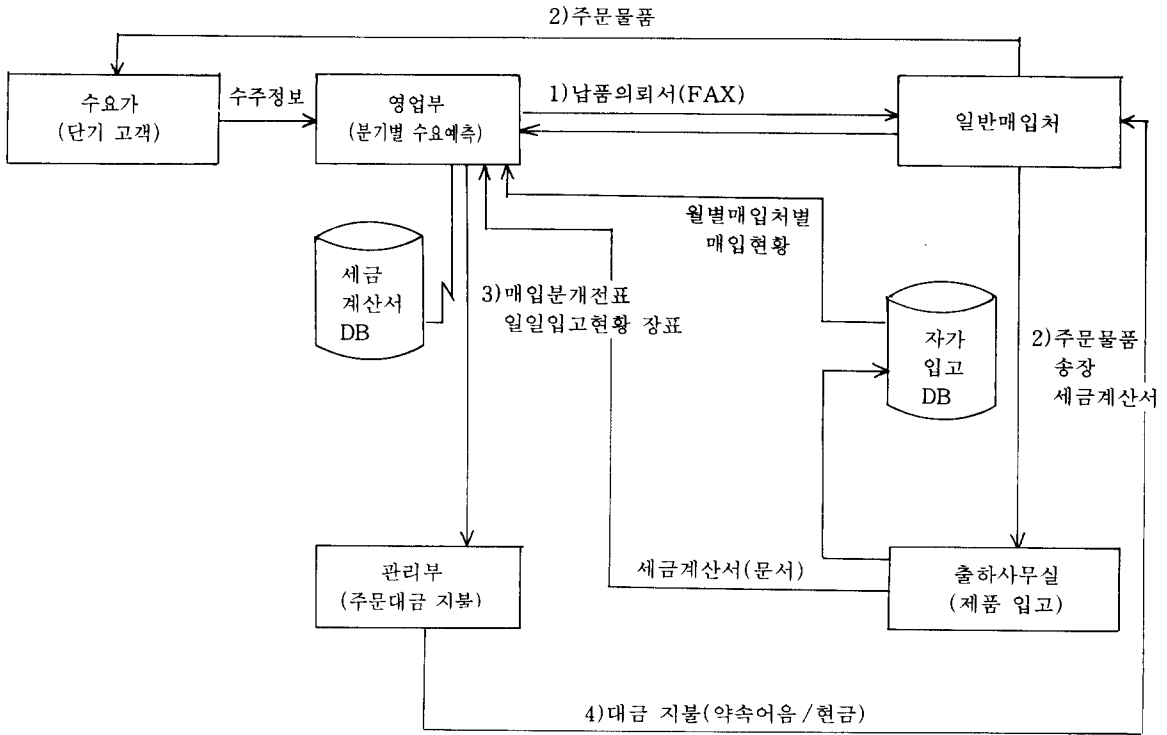 2)주문물품
수요가
(단기 고객)
수주정보
영업부
(분기별 수요예측)
1)납품의뢰서(FAX)
일반매입처
월별매입처별
매입현황
세금
계산서
DB
3)매입분개전표
일일입고현황 장표
자가
입고
DB
2)주문물품
송장
세금계산서
관리부
(주문대금 지불)
세금계산서(문서)
출하사무실
(제품 입고)
4)대금 지불(약속어음/현금)